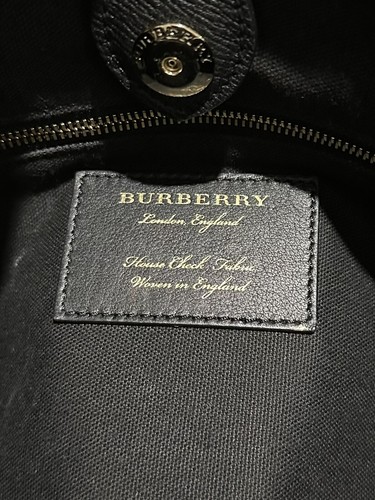 BURBERRY
BURBERRY
London, England
House Check Fabric
Woven in England